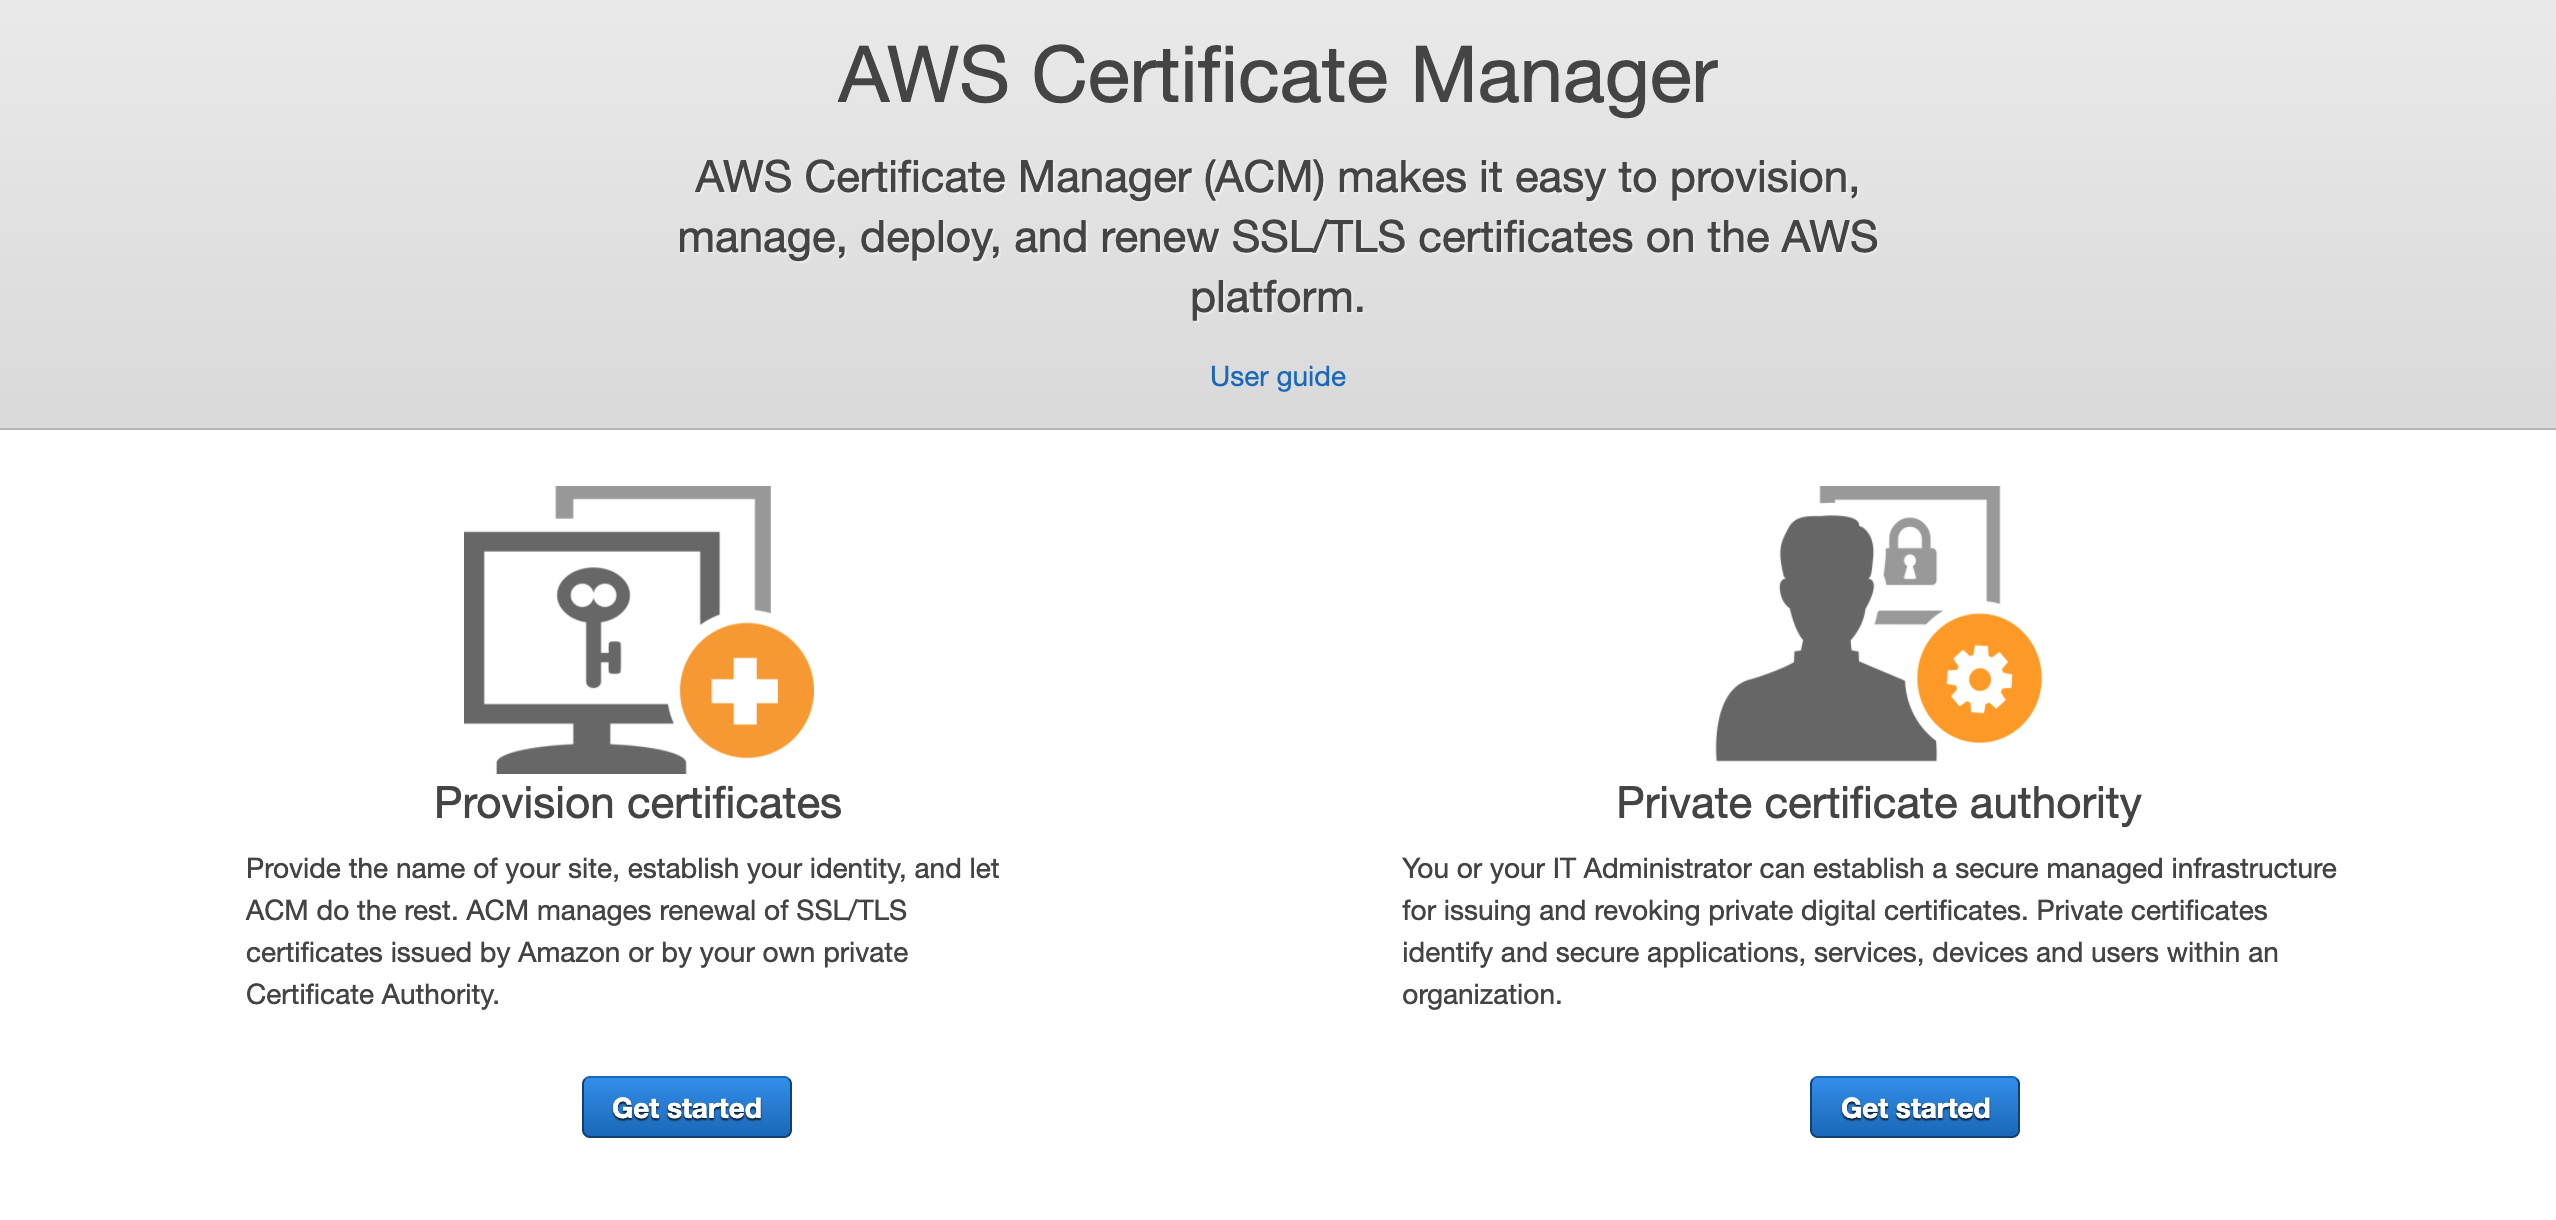 AWS Certificate Manager
AWS Certificate Manager (ACM) makes it easy to provision,
manage, deploy, and renew SSL/TLS certificates on the AWS
platform.
User guide
Provision certificates
Provide the name of your site, establish your identity, and let
ACM do the rest. ACM manages renewal of SSL/TLS
certificates issued by Amazon or by your own private
Certificate Authority.
Get started
Private certificate authority
You or your IT Administrator can establish a secure managed infrastructure
for issuing and revoking private digital certificates. Private certificates
identify and secure applications, services, devices and users within an
organization.
Get started